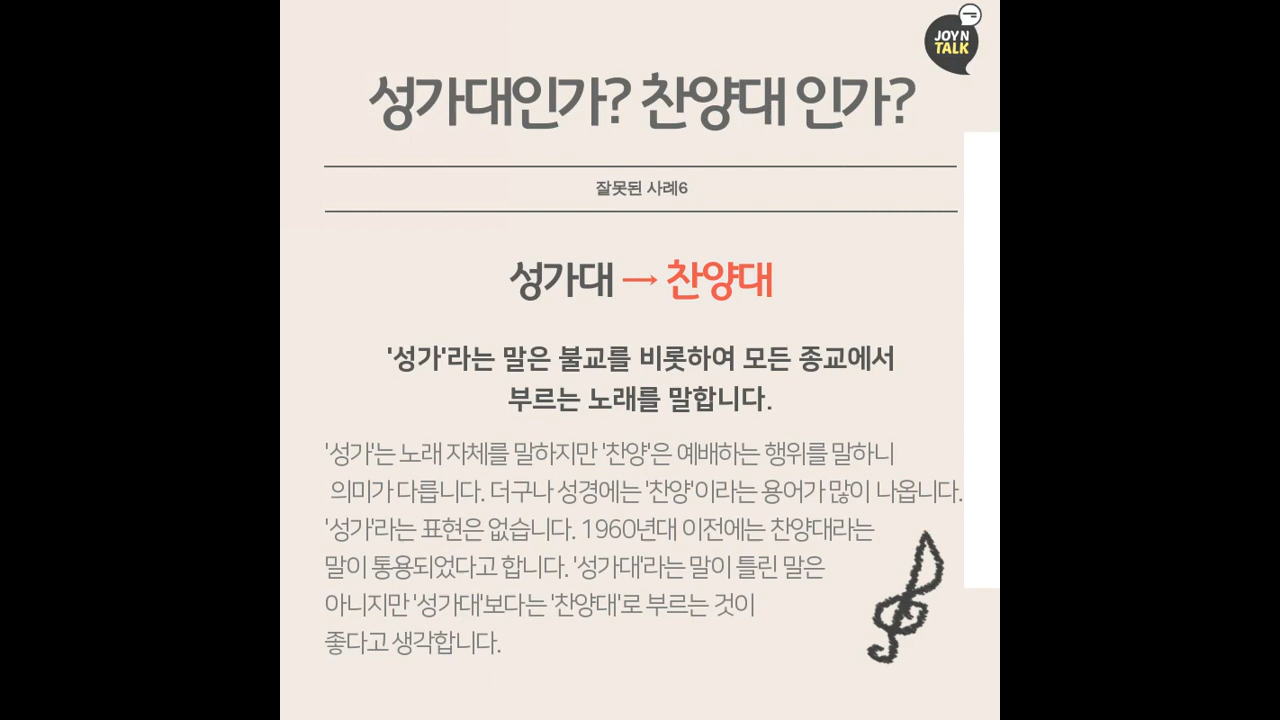 JOYN
TALK
성가대인가? 찬양대 인가?
잘못된 사례6
성가대 → 찬양대
'성가'라는 말은 불교를 비롯하여 모든 종교에서
부르는 노래를 말합니다.
'성가'는 노래 자체를 말하지만 '찬양'은 예배하는 행위를 말하니
의미가 다릅니다. 더구나 성경에는 '찬양'이라는 용어가 많이 나옵니다.
'성가'라는 표현은 없습니다. 1960년대 이전에는 찬양대라는
말이 통용되었다고 합니다. '성가대'라는 말이 틀린 말은
아니지만 '성가대'보다는 '찬양대'로 부르는 것이
좋다고 생각합니다.